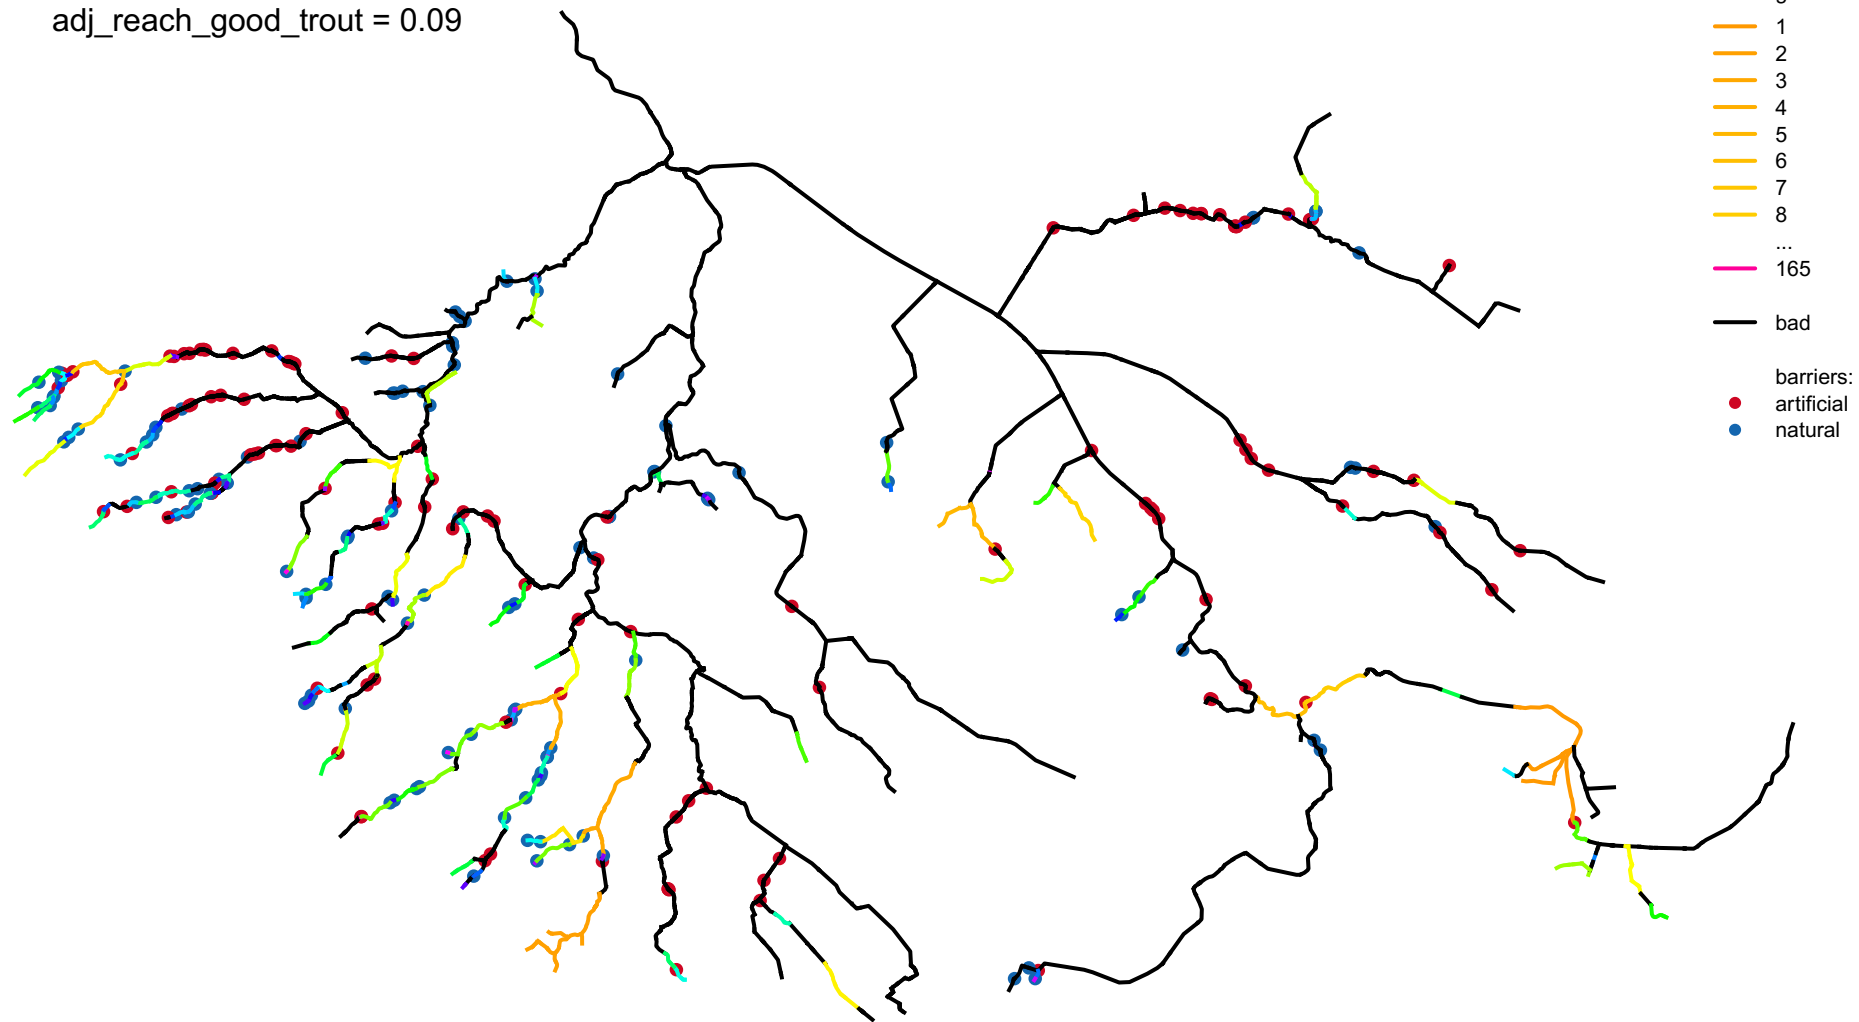 adj_reach_good_trout = 0.09
1
2
3
4
5
6
7
8
...
165
bad
barriers:
artificial
natural